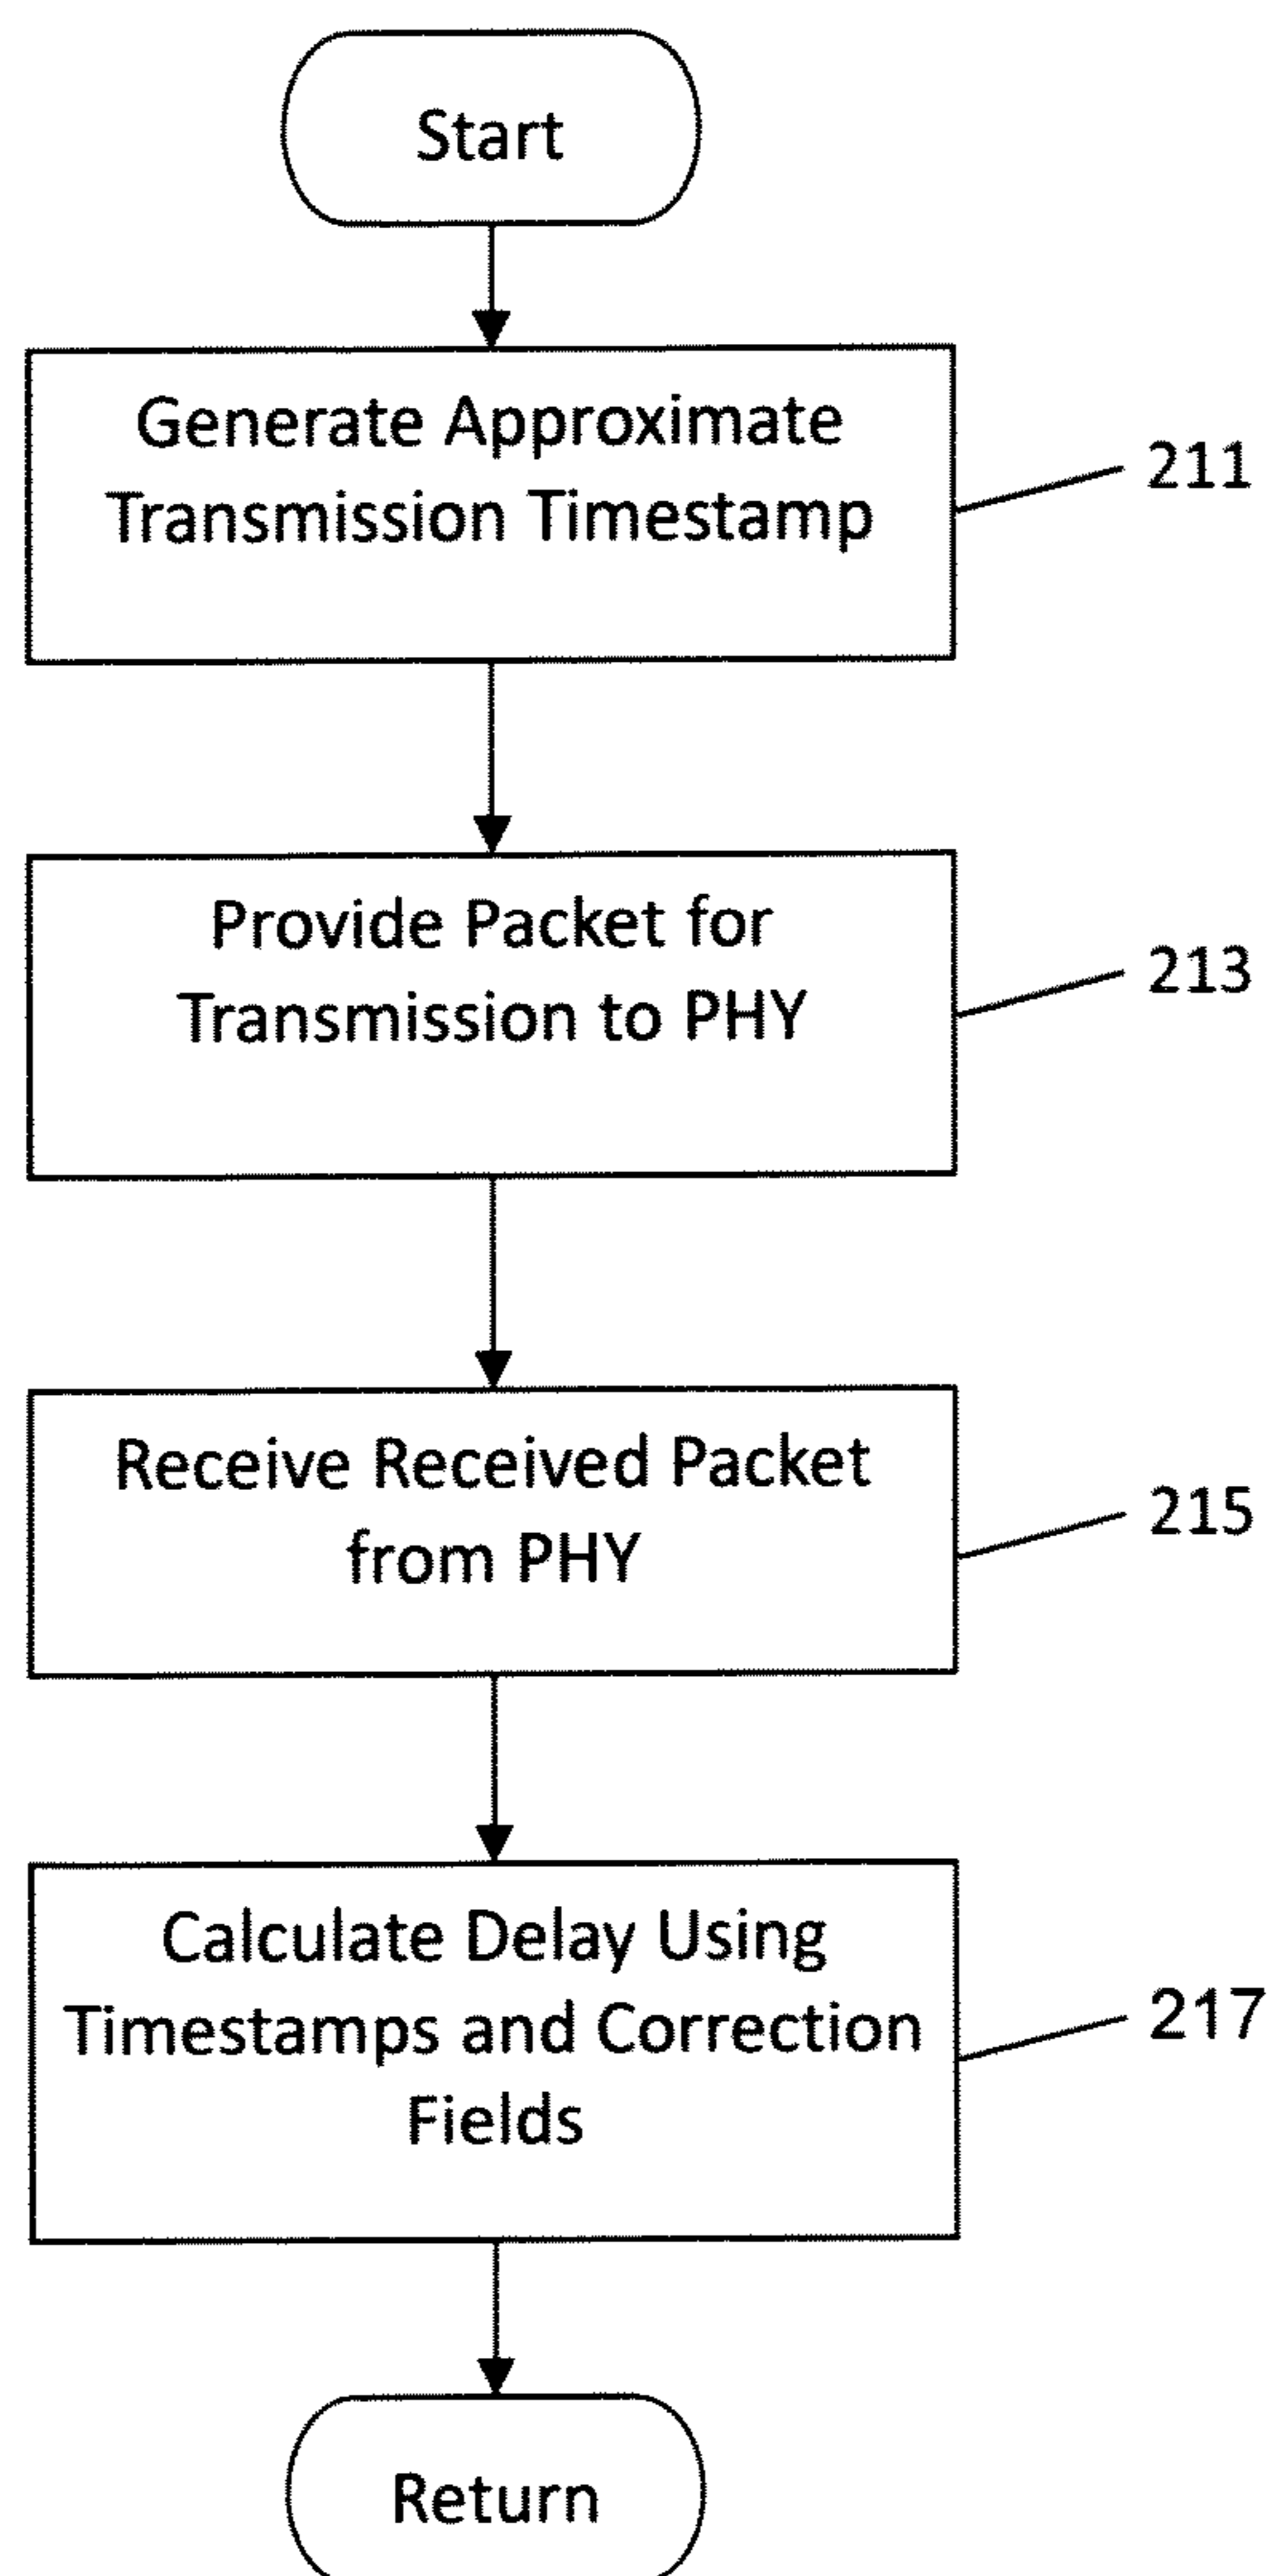 Start
Generate Approximate
Transmission Timestamp
211
Provide Packet for
Transmission to PHY
213
Receive Received Packet
from PHY
215
Calculate Delay Using
Timestamps and Correction
Fields
217
Return